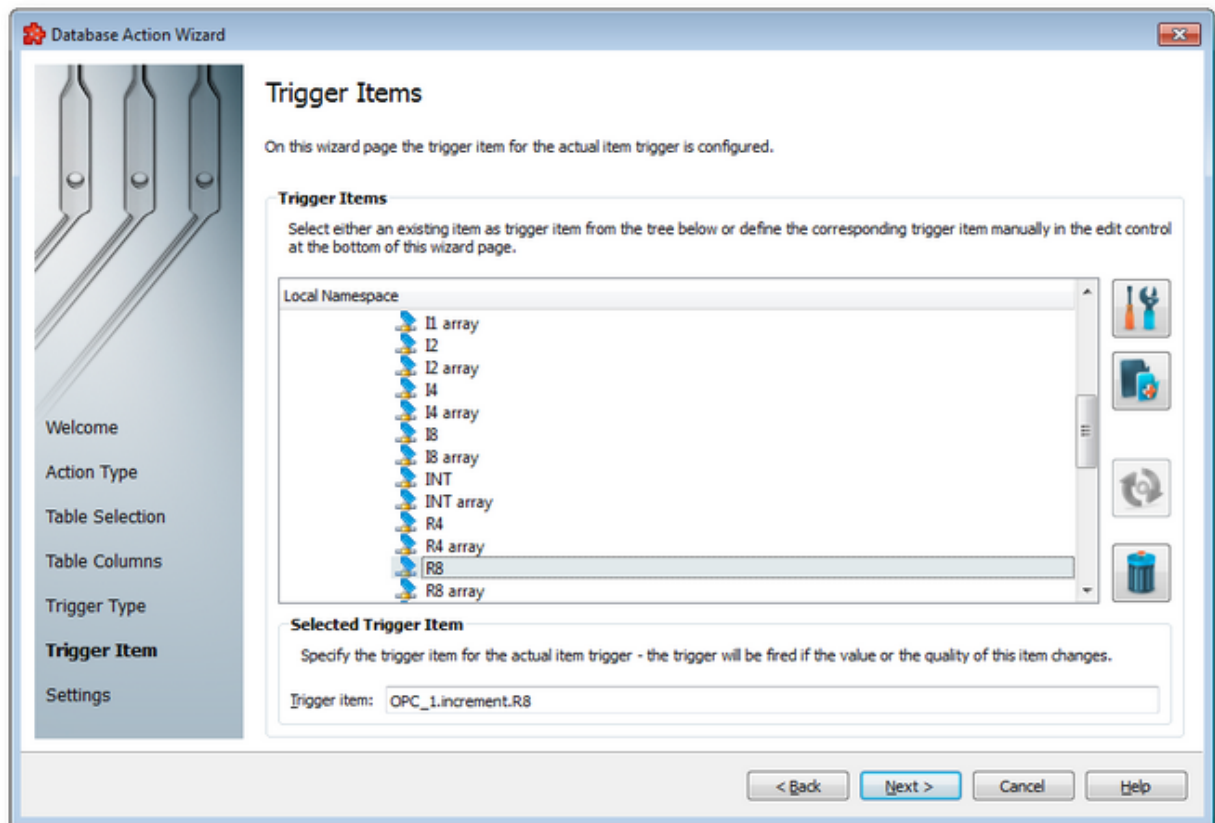 Database Action Wizard
Trigger Items
On this wizard page the trigger item for the actual item trigger is configured.
Trigger Items
Select either an existing item as trigger item from the tree below or define the corresponding trigger item manually in the edit control
at the bottom of this wizard page.
Local Namespace
I1 array
I2
I2 array
I4
I4 array
I8
I8 array
INT
INT array
R4
R4 array
R8
R8 array
Welcome
Action Type
Table Selection
Table Columns
Trigger Type
Trigger Item
Settings
Selected Trigger Item
Specify the trigger item for the actual item trigger - the trigger will be fired if the value or the quality of this item changes.
Trigger item: OPC_1.increment.R8
< Back Next > Cancel Help